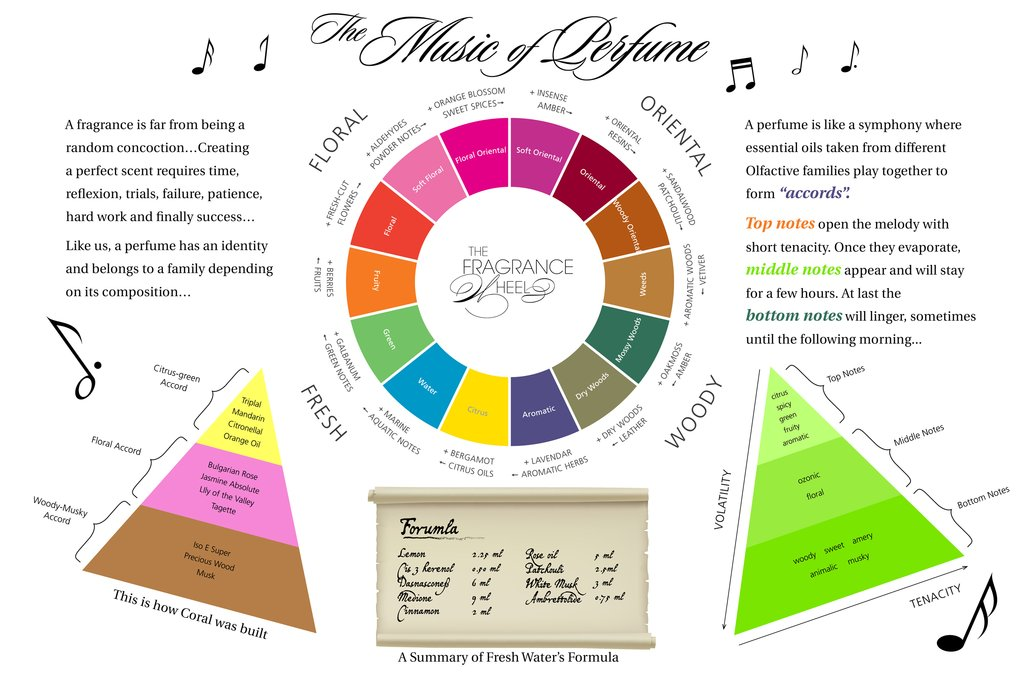 The Music of Perfume
A fragrance is far from being a
random concoction…Creating
a perfect scent requires time,
reflexion, trials, failure, patience,
hard work and finally success…
Like us, a perfume has an identity
and belongs to a family depending
on its composition…
FLORAL
ORIENTAL
WOODY
FRESH
+ ORANGE BLOSSOM
SWEET SPICES→
+ INSENSE
AMBER→
+ ORIENTAL
RESINS→
+ SANDALWOOD
PATCHOULI→
+ AROMATIC WOODS
← VETIVER
+ OAKMOSS
← AMBER
+ DRY WOODS
← LEATHER
+ LAVENDAR
← AROMATIC HERBS
+ BERGAMOT
← CITRUS OILS
+ MARINE
← AQUATIC NOTES
+ GALBANUM
← GREEN NOTES
+ BERRIES
← FRUITS
+ FRESH-CUT
FLOWERS →
+ ALDEHYDES
POWDER NOTES→
Floral Oriental
Soft Oriental
Oriental
Woody Oriental
Weeds
Mossy Woods
Dry Woods
Aromatic
Citrus
Water
Green
Fruity
Floral
Soft Floral
THE
FRAGRANCE
WHEEL
A perfume is like a symphony where
essential oils taken from different
Olfactive families play together to
form “accords”.
Top notes open the melody with
short tenacity. Once they evaporate,
middle notes appear and will stay
for a few hours. At last the
bottom notes will linger, sometimes
until the following morning...
Citrus-green
Accord
Triplal
Mandarin
Citronellal
Orange Oil
Floral Accord
Bulgarian Rose
Jasmine Absolute
LIly of the Valley
Tagette
Woody-Musky
Accord
Iso E Super
Precious Wood
Musk
This is how Coral was built
Forumla
Lemon 2.25 ml
Cis 3 herenol 0.50 ml
Dasnasconeg 6 ml
Medione 9 ml
Cinnamon 2 ml
Rose oil 5 ml
Patchouli 2.5ml
White Musk 3 ml
Ambrettolide 0.75 ml
A Summary of Fresh Water’s Formula
Top Notes
citrus
spicy
green
fruity
aromatic
Middle Notes
ozonic
floral
Bottom Notes
woody sweet amery
animalic musky
VOLATILITY
TENACITY